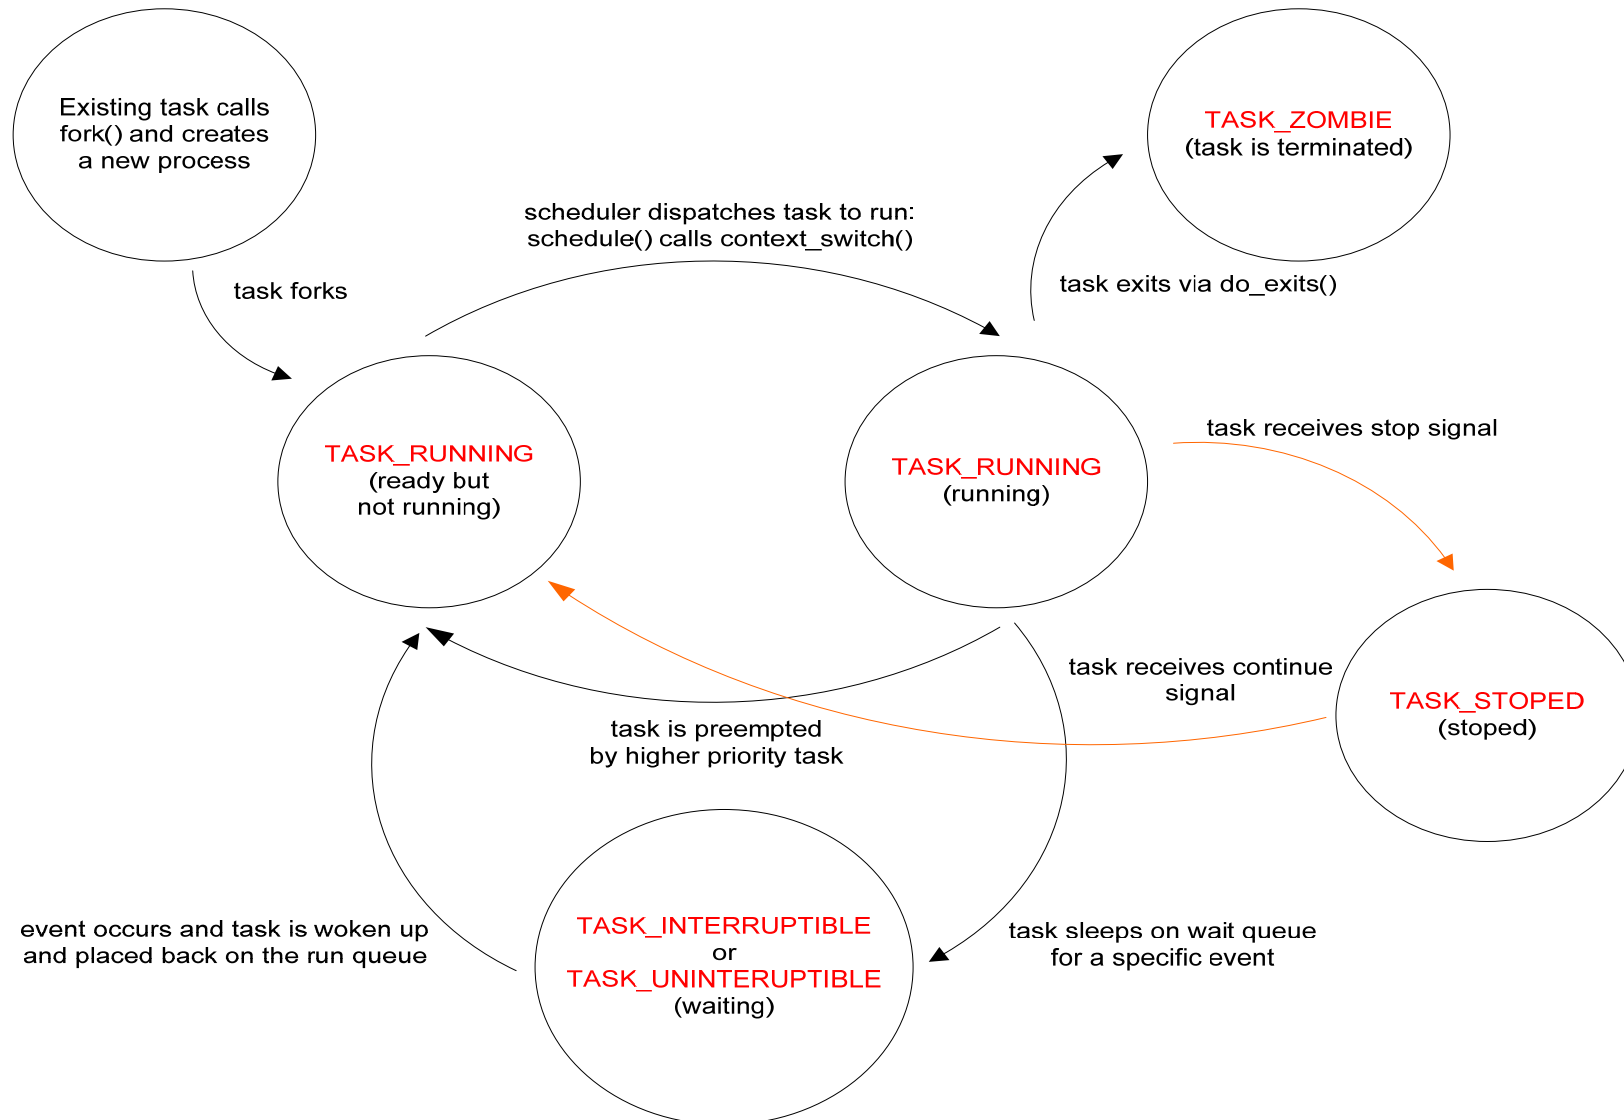 Existing task calls
fork() and creates
a new process
TASK_ZOMBIE
(task is terminated)
scheduler dispatches task to run:
schedule() calls context_switch()
task forks
task exits via do_exits()
TASK_RUNNING
(ready but
not running)
TASK_RUNNING
(running)
task receives stop signal
task receives continue
signal
TASK_STOPED
(stoped)
task is preempted
by higher priority task
event occurs and task is woken up
and placed back on the run queue
TASK_INTERRUPTIBLE
or
TASK_UNINTERUPTIBLE
(waiting)
task sleeps on wait queue
for a specific event